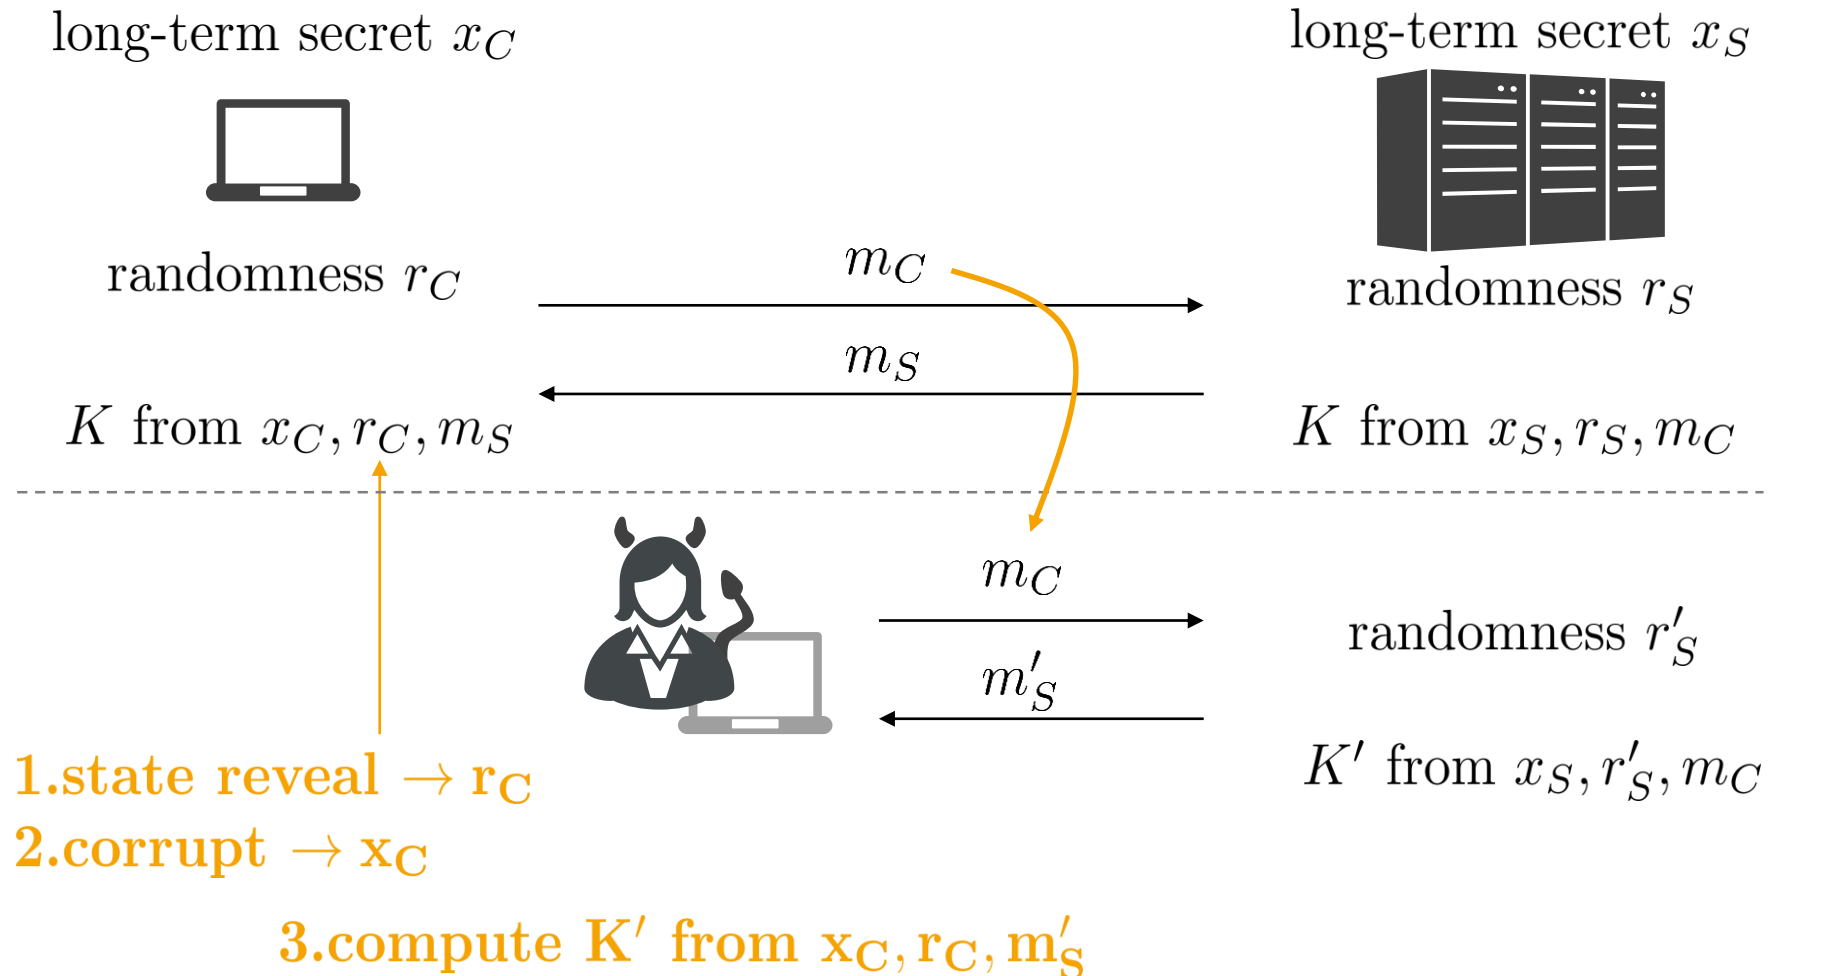 long-term secret x_C
long-term secret x_S
randomness r_C
m_C
randomness r_S
m_S
K from x_C, r_C, m_S
K from x_S, r_S, m_C
m_C
randomness r'_S
m'_S
K' from x_S, r'_S, m_C
1.state reveal → r_C
2.corrupt → x_C
3.compute K' from x_C, r_C, m'_S